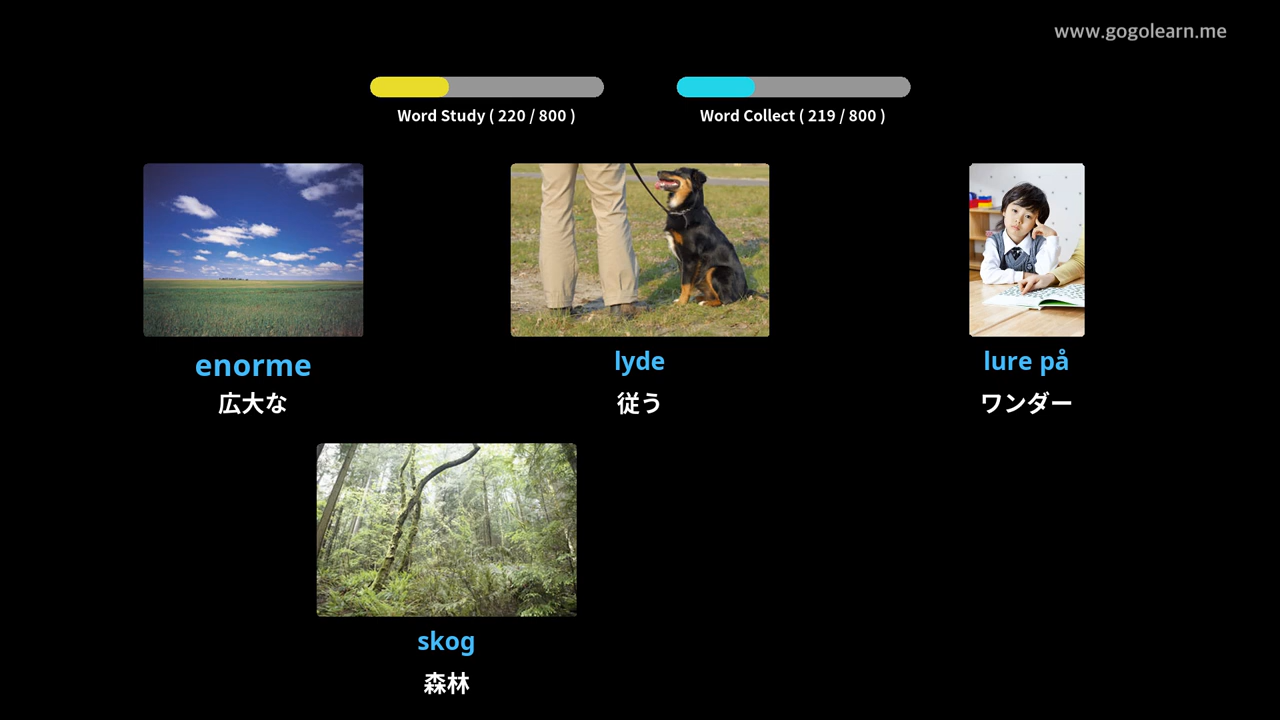 www.gogolearn.me
Word Study ( 220 / 800 )
Word Collect ( 219 / 800 )
enorme
広大な
lyde
従う
lure på
ワンダー
skog
森林